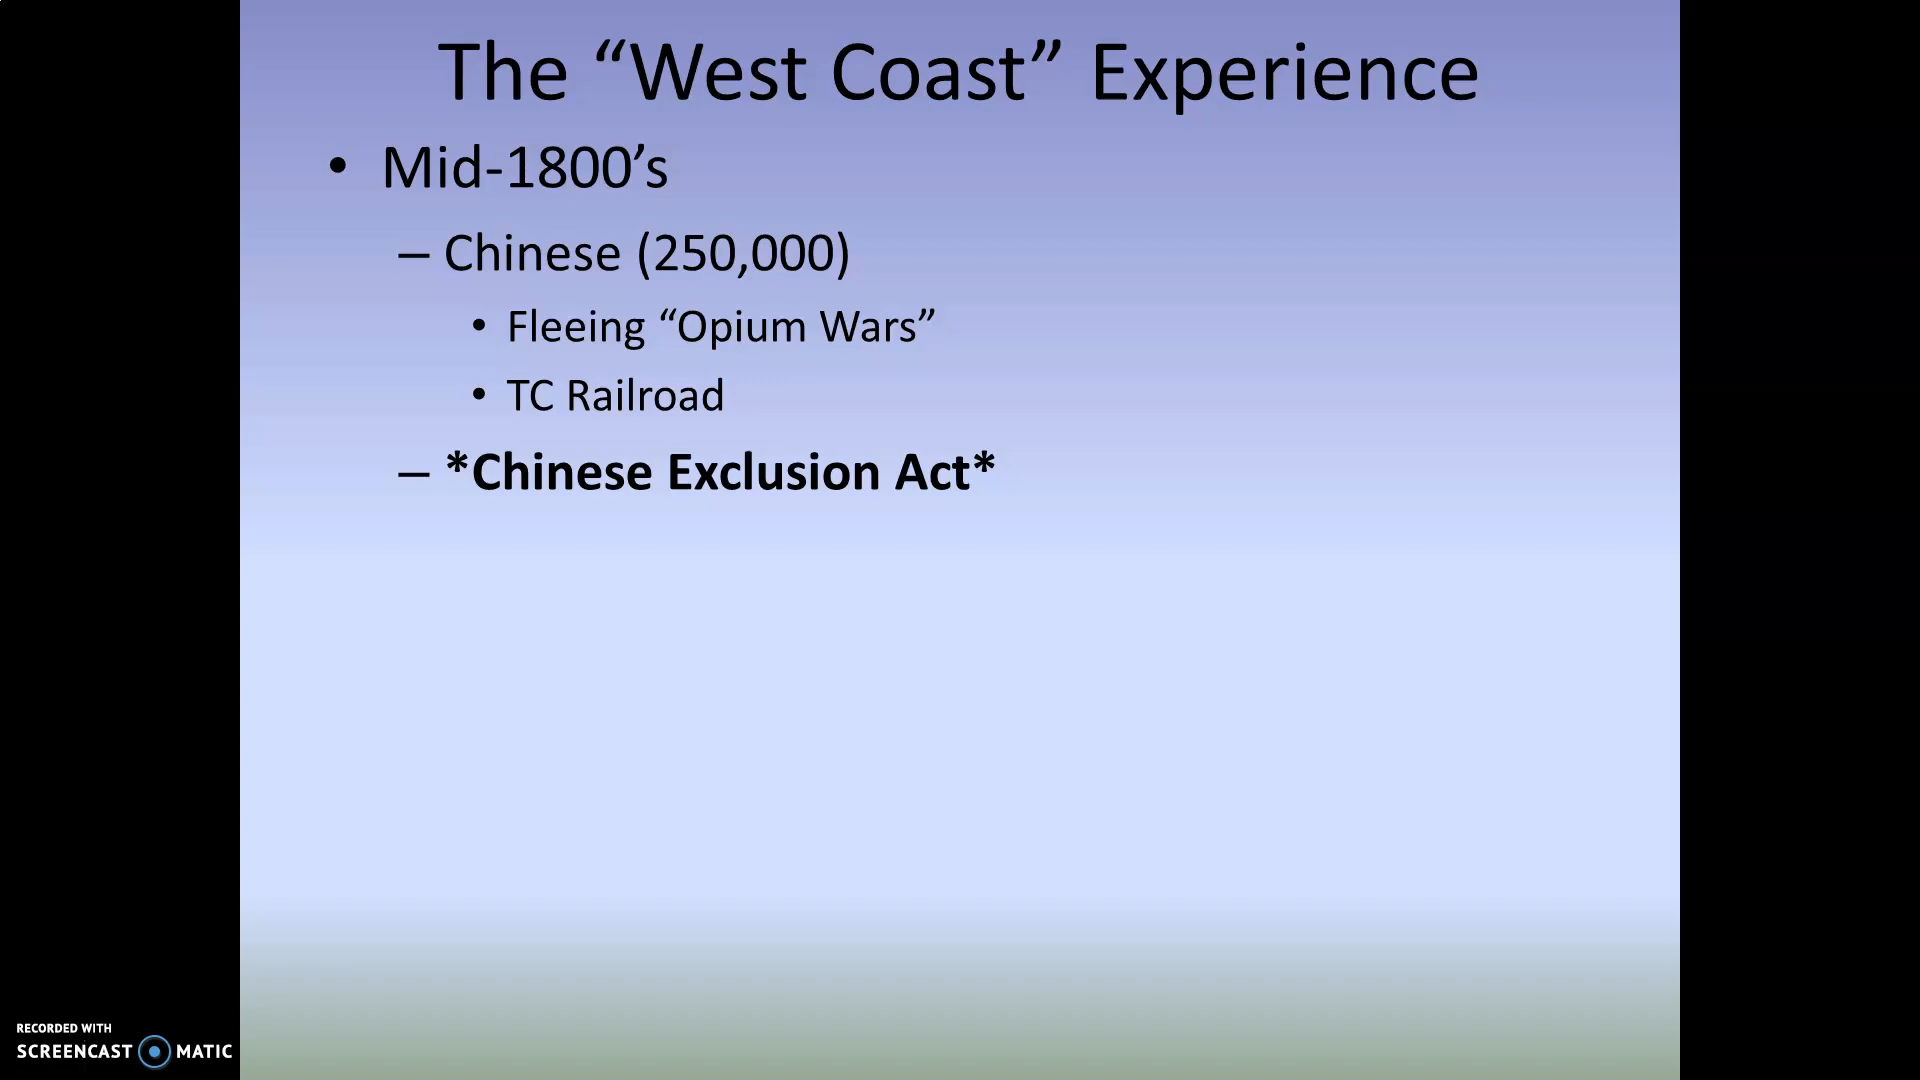 The “West Coast” Experience
• Mid-1800’s
– Chinese (250,000)
• Fleeing “Opium Wars”
• TC Railroad
– *Chinese Exclusion Act*
RECORDED WITH
SCREENCAST MATIC